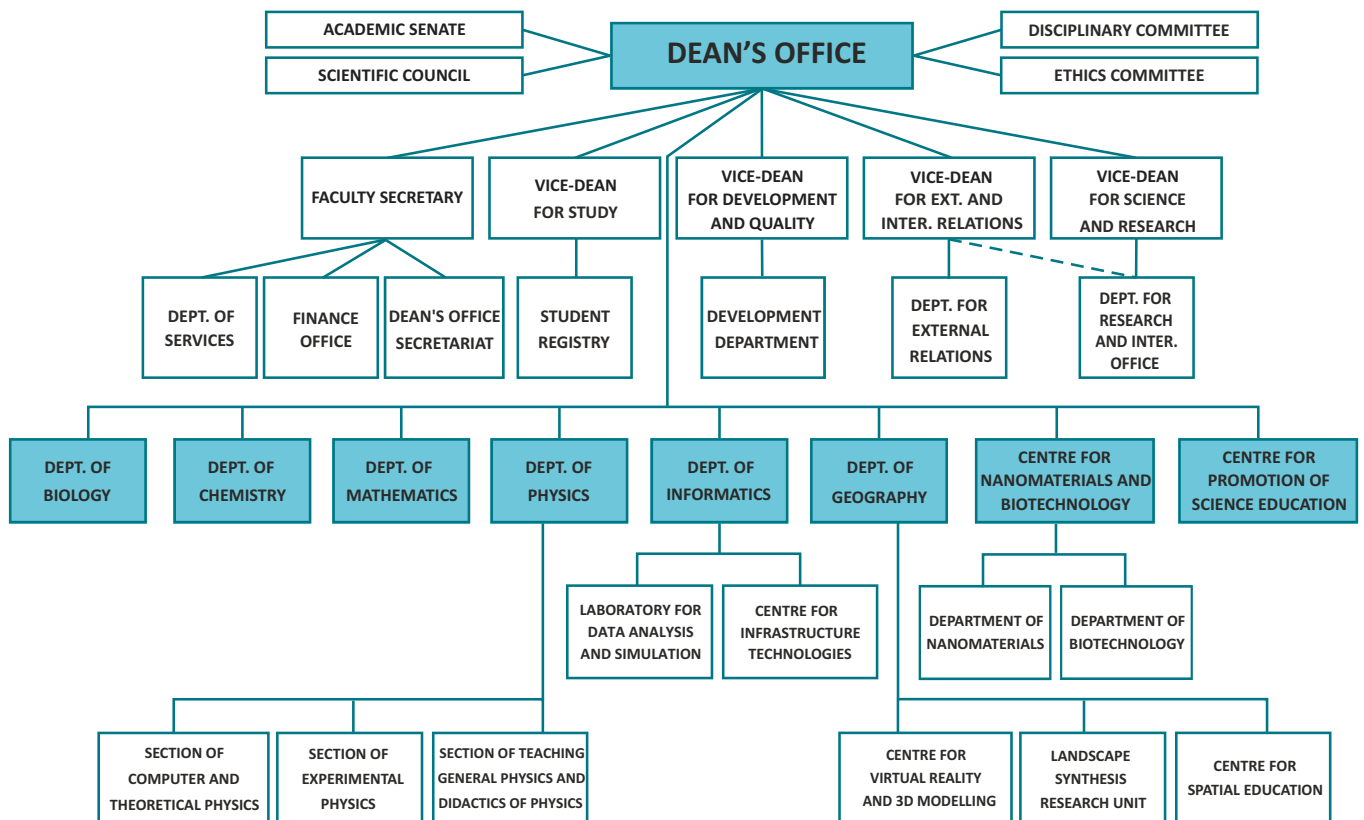 ACADEMIC SENATE
SCIENTIFIC COUNCIL
DEAN'S OFFICE
DISCIPLINARY COMMITTEE
ETHICS COMMITTEE
FACULTY SECRETARY
VICE-DEAN
FOR STUDY
VICE-DEAN
FOR DEVELOPMENT
AND QUALITY
VICE-DEAN
FOR EXT. AND
INTER. RELATIONS
VICE-DEAN
FOR SCIENCE
AND RESEARCH
DEPT. OF
SERVICES
FINANCE
OFFICE
DEAN'S OFFICE
SECRETARIAT
STUDENT
REGISTRY
DEVELOPMENT
DEPARTMENT
DEPT. FOR
EXTERNAL
RELATIONS
DEPT. FOR
RESEARCH
AND INTER.
OFFICE
DEPT. OF
BIOLOGY
DEPT. OF
CHEMISTRY
DEPT. OF
MATHEMATICS
DEPT. OF
PHYSICS
DEPT. OF
INFORMATICS
DEPT. OF
GEOGRAPHY
CENTRE FOR
NANOMATERIALS AND
BIOTECHNOLOGY
CENTRE FOR
PROMOTION OF
SCIENCE EDUCATION
LABORATORY FOR
DATA ANALYSIS
AND SIMULATION
CENTRE FOR
INFRASTRUCTURE
TECHNOLOGIES
DEPARTMENT OF
NANOMATERIALS
DEPARTMENT OF
BIOTECHNOLOGY
SECTION OF
COMPUTER AND
THEORETICAL PHYSICS
SECTION OF
EXPERIMENTAL
PHYSICS
SECTION OF TEACHING
GENERAL PHYSICS AND
DIDACTICS OF PHYSICS
CENTRE FOR
VIRTUAL REALITY
AND 3D MODELLING
LANDSCAPE
SYNTHESIS
RESEARCH UNIT
CENTRE FOR
SPATIAL EDUCATION